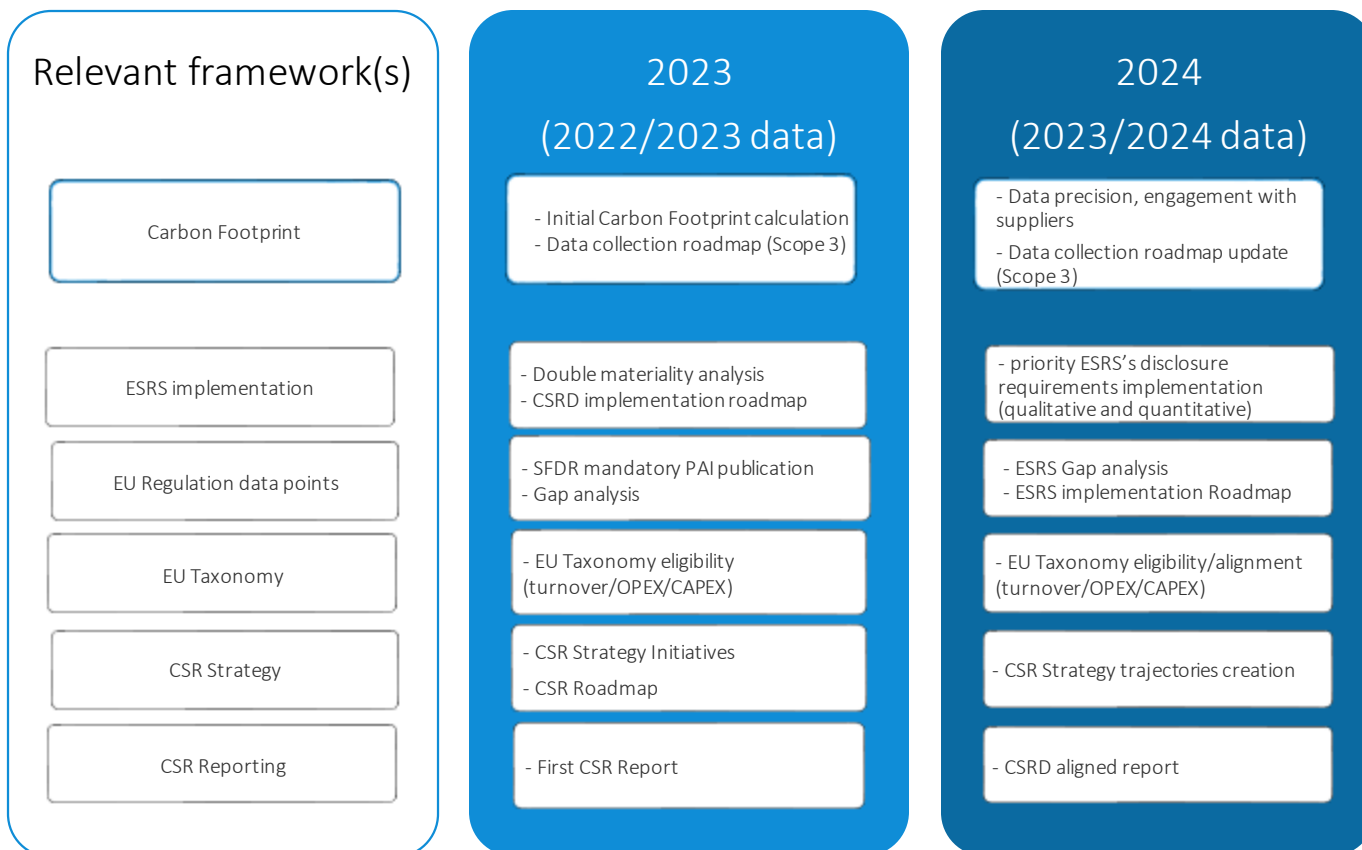 Relevant framework(s)
2023
(2022/2023 data)
2024
(2023/2024 data)
Carbon Footprint
- Initial Carbon Footprint calculation
- Data collection roadmap (Scope 3)
- Data precision, engagement with
suppliers
- Data collection roadmap update
(Scope 3)
ESRS implementation
- Double materiality analysis
- CSRD implementation roadmap
- priority ESRS’s disclosure
requirements implementation
(qualitative and quantitative)
EU Regulation data points
- SFDR mandatory PAI publication
- Gap analysis
- ESRS Gap analysis
- ESRS implementation Roadmap
EU Taxonomy
- EU Taxonomy eligibility
(turnover/OPEX/CAPEX)
- EU Taxonomy eligibility/alignment
(turnover/OPEX/CAPEX)
CSR Strategy
- CSR Strategy Initiatives
- CSR Roadmap
- CSR Strategy trajectories creation
CSR Reporting
- First CSR Report
- CSRD aligned report